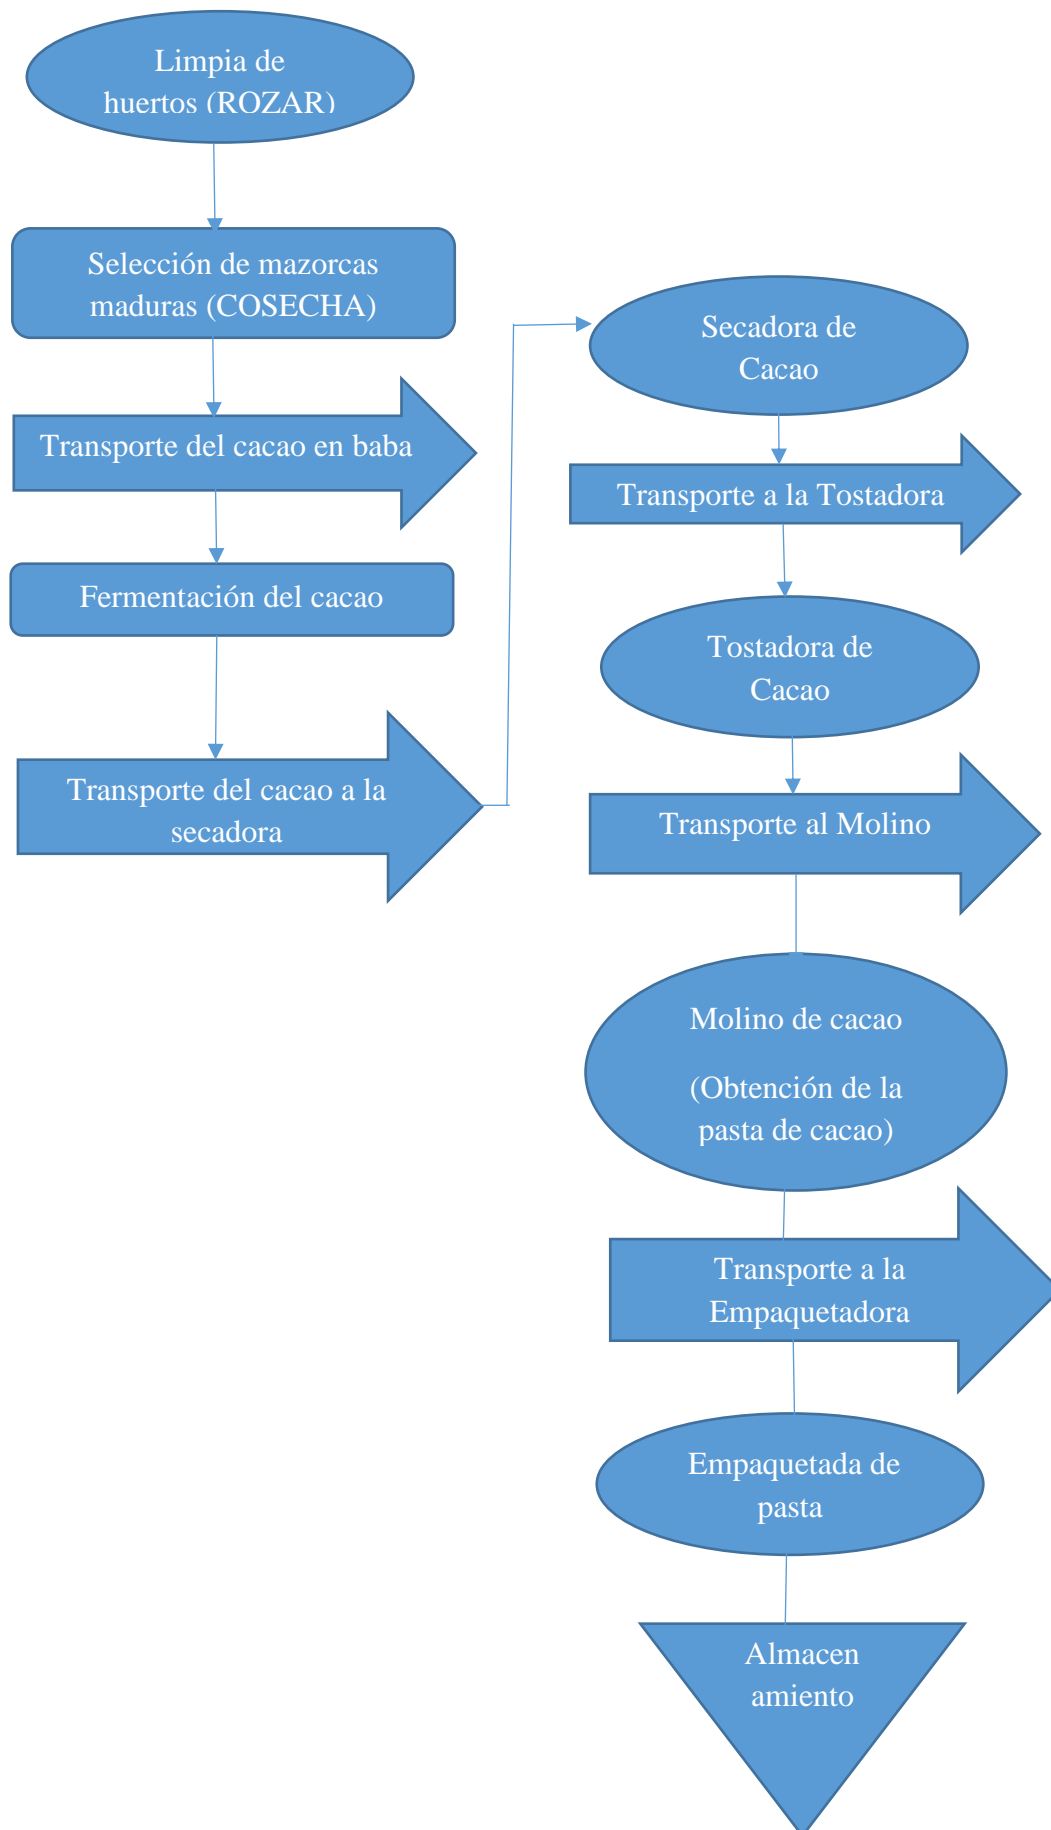 Limpia de
huertos (ROZAR)
Selección de mazorcas
maduras (COSECHA)
Transporte del cacao en baba
Fermentación del cacao
Transporte del cacao a la
secadora
Secadora de
Cacao
Transporte a la Tostadora
Tostadora de
Cacao
Transporte al Molino
Molino de cacao
(Obtención de la
pasta de cacao)
Transporte a la
Empaquetadora
Empaquetada de
pasta
Almacen
amiento